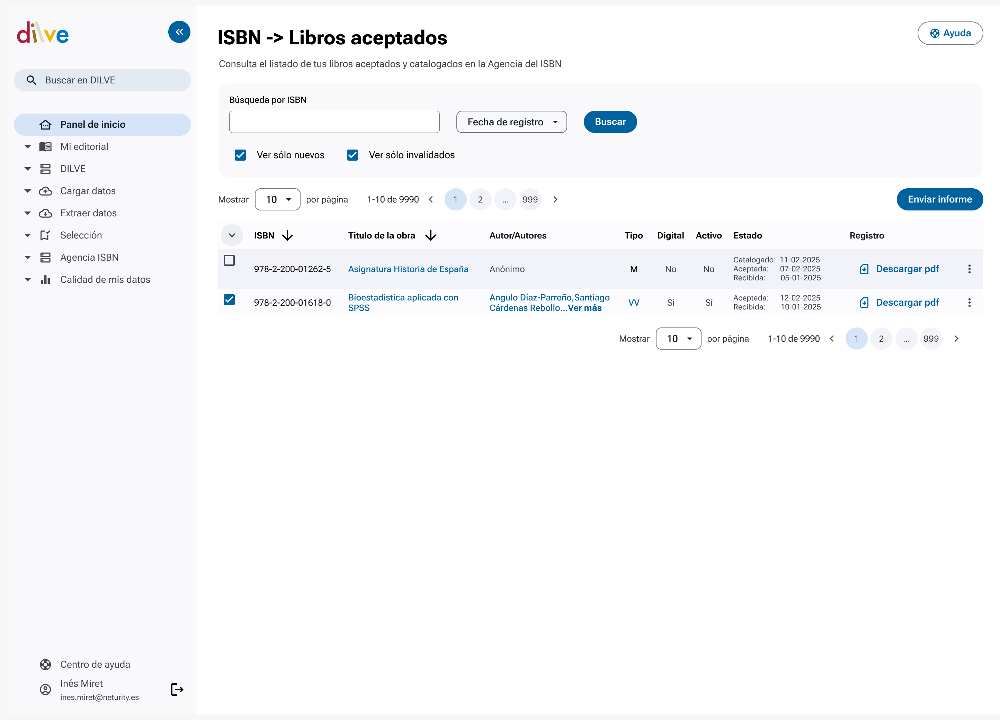 dilve
Buscar en DILVE
Panel de inicio
Mi editorial
DILVE
Cargar datos
Extraer datos
Selección
Agencia ISBN
Calidad de mis datos
Centro de ayuda
Inés Miret
ines.miret@neturity.es
ISBN -> Libros aceptados
Ayuda
Consulta el listado de tus libros aceptados y catalogados en la Agencia del ISBN
Búsqueda por ISBN
Fecha de registro
Buscar
Ver sólo nuevos
Ver sólo invalidados
Mostrar 10 por página 1-10 de 9990 1 2 ... 999
Enviar informe
ISBN Título de la obra Autor/Autores Tipo Digital Activo Estado Registro
978-2-200-01262-5 Asignatura Historia de España Anónimo M No No
Catalogado: 11-02-2025
Aceptada: 07-02-2025
Recibida: 05-01-2025
Descargar pdf
978-2-200-01618-0
Bioestadística aplicada con
SPSS
Angulo Díaz-Parreño,Santiago
Cárdenas Rebollo...Ver más
VV Sí Sí
Aceptada: 12-02-2025
Recibida: 10-01-2025
Descargar pdf
Mostrar 10 por página 1-10 de 9990 1 2 ... 999